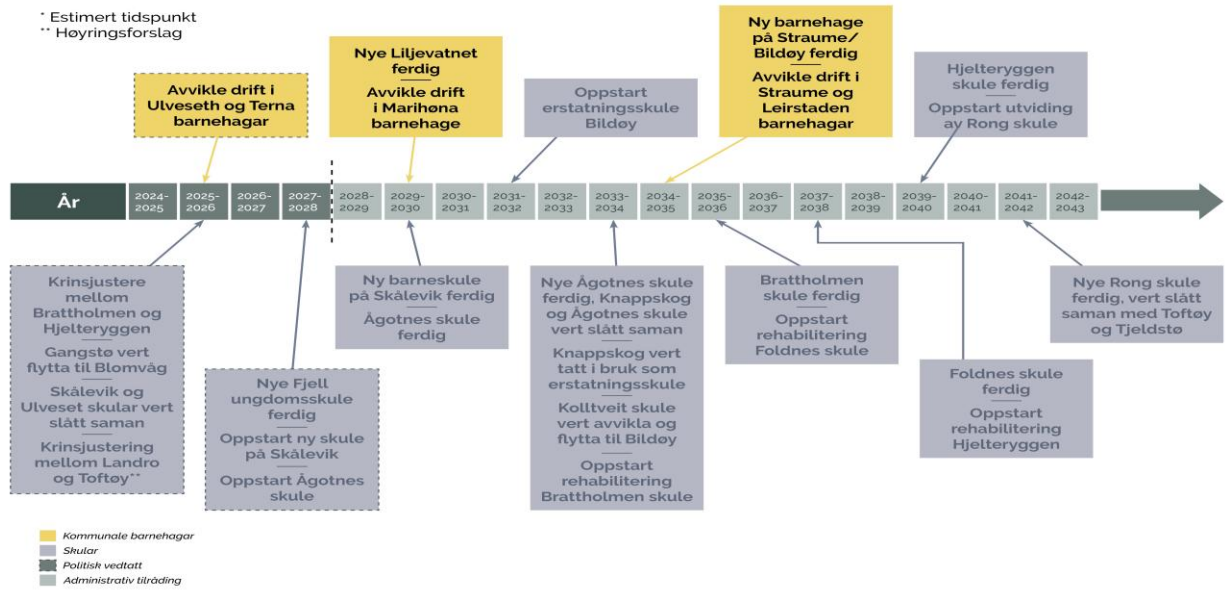 * Estimert tidspunkt
** Høyringsforslag
Avvikle drift i
Ulveseth og Terna
barnehagar
Nye Liljevatnet
ferdig
Avvikle drift
i Marihøna
barnehage
Oppstart
erstatningsskule
Bildøy
Ny barnehage
på Straume/
Bildøy ferdig
Avvikle drift i
Straume og
Leirstaden
barnehagar
Hjelteryggen
skule ferdig
Oppstart utviding
av Rong skule
År
2024-
2025
2025-
2026
2026-
2027
2027-
2028
2028-
2029
2029-
2030
2030-
2031
2031-
2032
2032-
2033
2033-
2034
2034-
2035
2035-
2036
2036-
2037
2037-
2038
2038-
2039
2039-
2040
2040-
2041
2041-
2042
2042-
2043
Krinsjustere
mellom
Brattholmen og
Hjelteryggen
Gangstø vert
flytta til Blomvåg
Skålevik og
Ulveset skular vert
slått saman
Krinsjustering
mellom Landro
og Toftøy**
Nye Fjell
ungdomsskule
ferdig
Oppstart ny skule
på Skålevik
Oppstart Ågotnes
skule
Ny barneskule
på Skålevik ferdig
Ågotnes skule
ferdig
Nye Ågotnes skule
ferdig, Knappskog
og Ågotnes skule
vert slått saman
Knappskog vert
tatt i bruk som
erstatningsskule
Kolltveit skule
vert avvikla og
flytta til Bildøy
Oppstart
rehabilitering
Brattholmen skule
Brattholmen
skule ferdig
Oppstart
rehabilitering
Foldnes skule
Foldnes skule
ferdig
Oppstart
rehabilitering
Hjelteryggen
Nye Rong skule
ferdig, vert slått
saman med Toftøy
og Tjeldstø
Kommunale barnehagar
Skular
Politisk vedtatt
Administrativ tilråding